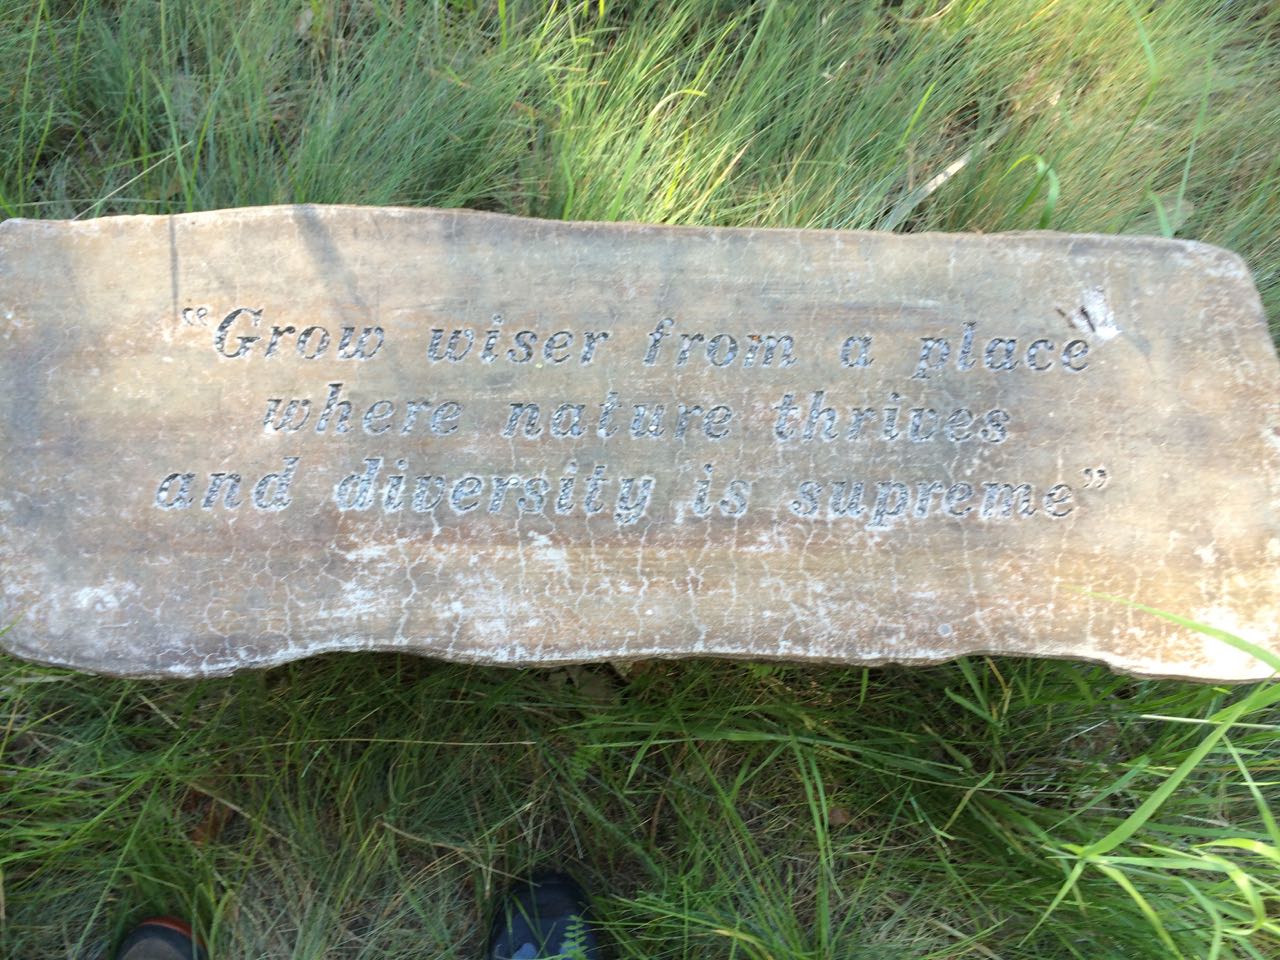 “Grow wiser from a place
where nature thrives
and diversity is supreme”